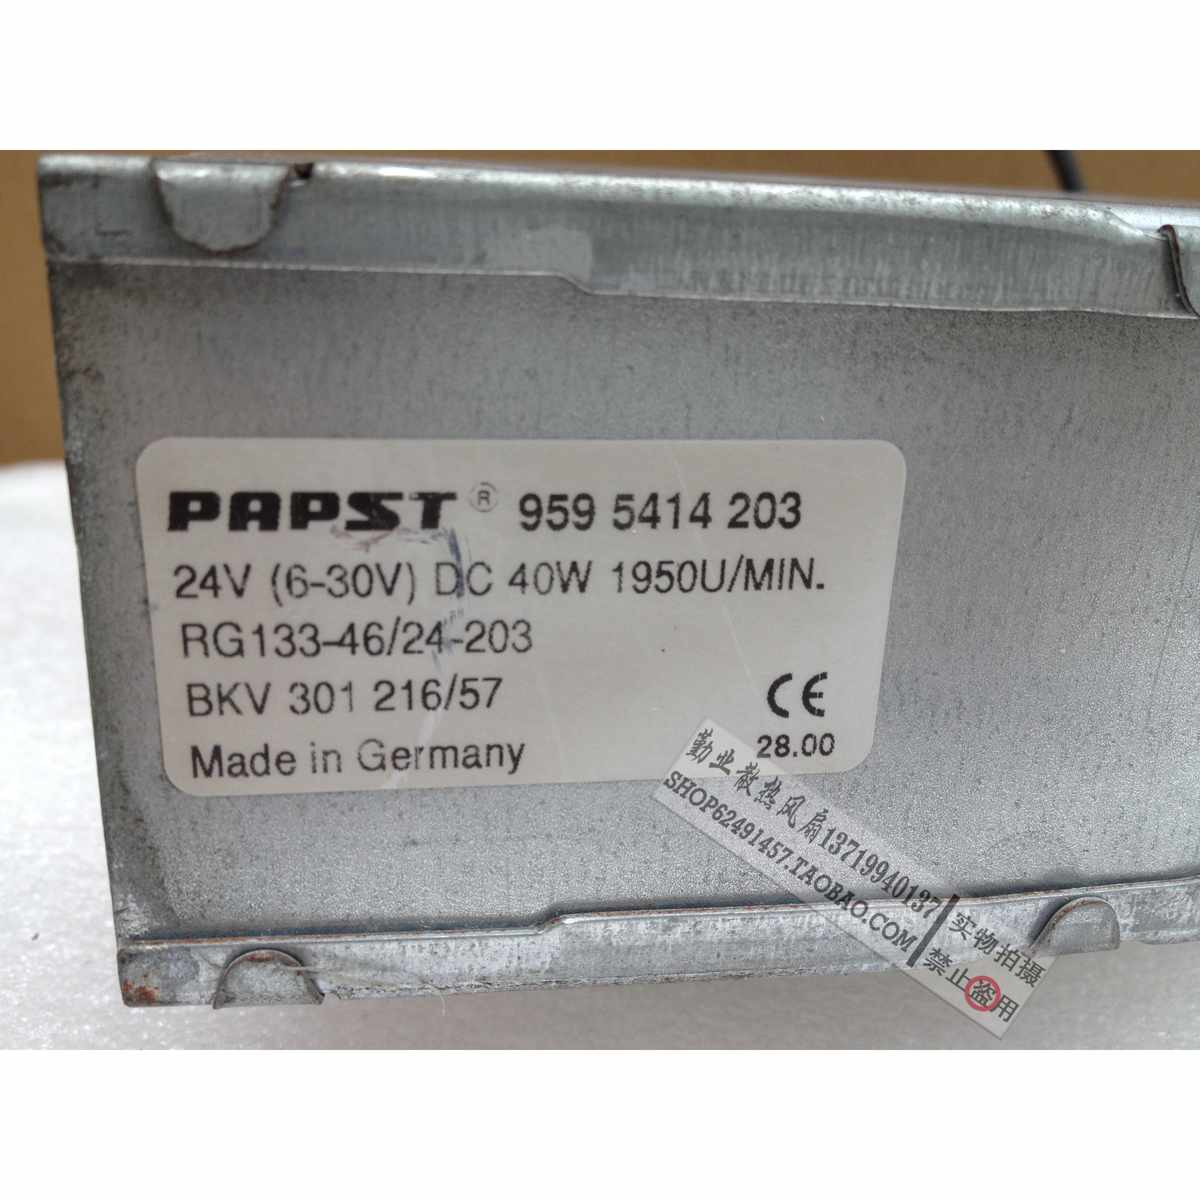 PAPST ® 959 5414 203
24V (6-30V) DC 40W 1950U/MIN.
RG133-46/24-203
BKV 301 216/57
CE
Made in Germany 28.00
勤业散热风扇13719940137
SHOP62491457.TAOBAO.COM
实物拍摄
禁止盗用